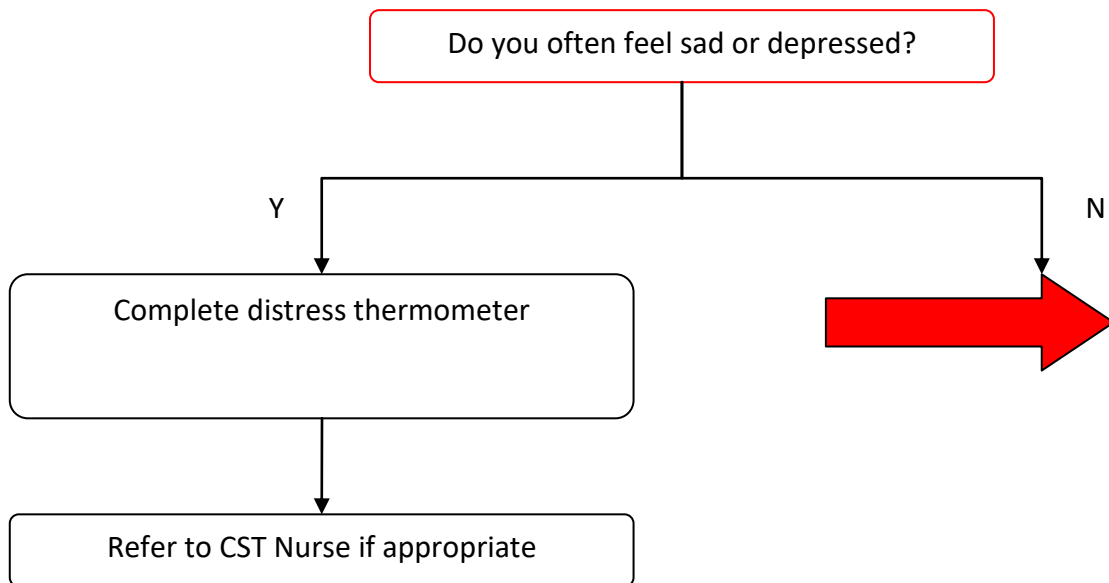 Do you often feel sad or depressed?
Y
N
Complete distress thermometer
Refer to CST Nurse if appropriate